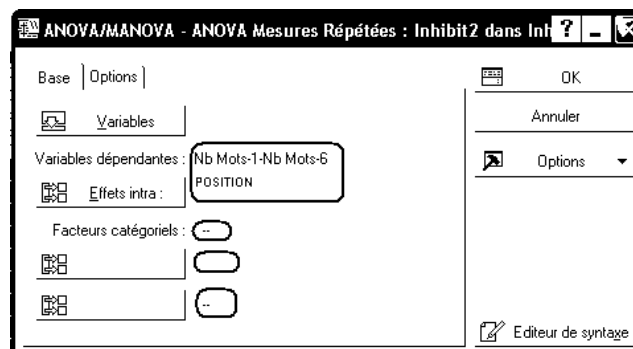 ANOVA/MANOVA - ANOVA Mesures Répétées : Inhibit2 dans Inh
Base Options
Variables
Variables dépendantes : Nb Mots-1-Nb Mots-6
Effets intra : POSITION
Facteurs catégoriels : --
--
OK
Annuler
Options
Editeur de syntaxe